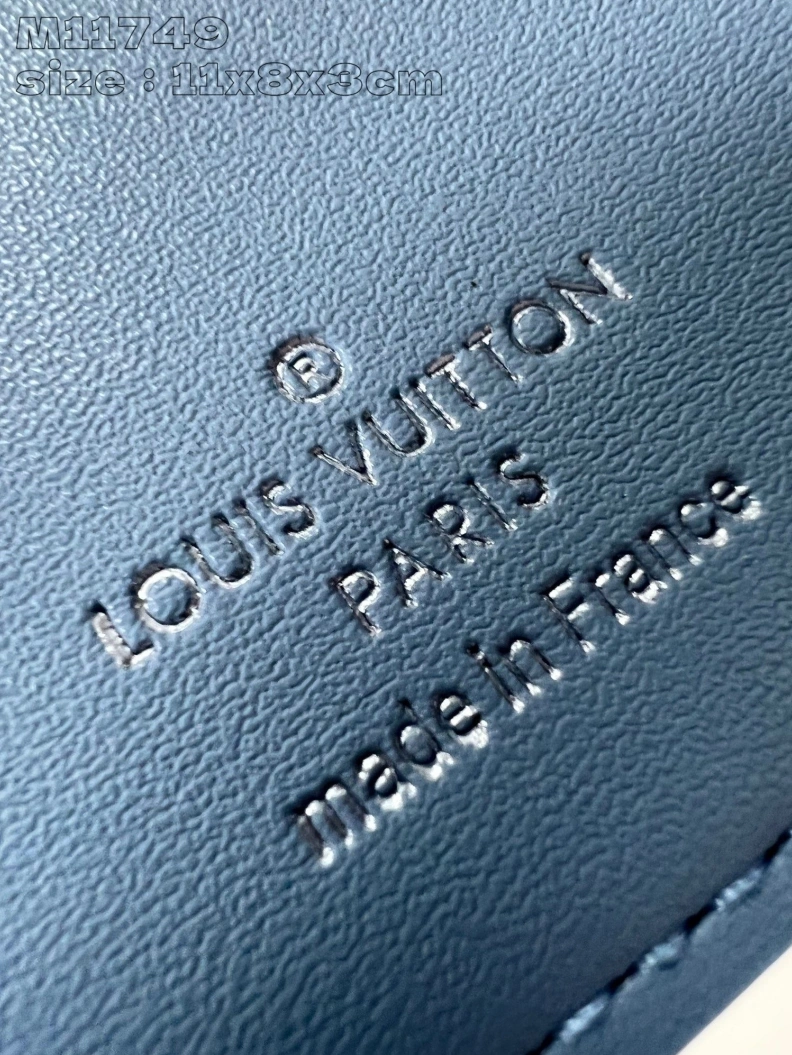 M11749
size : 11x8x3cm
®
LOUIS VUITTON
PARIS
made in France